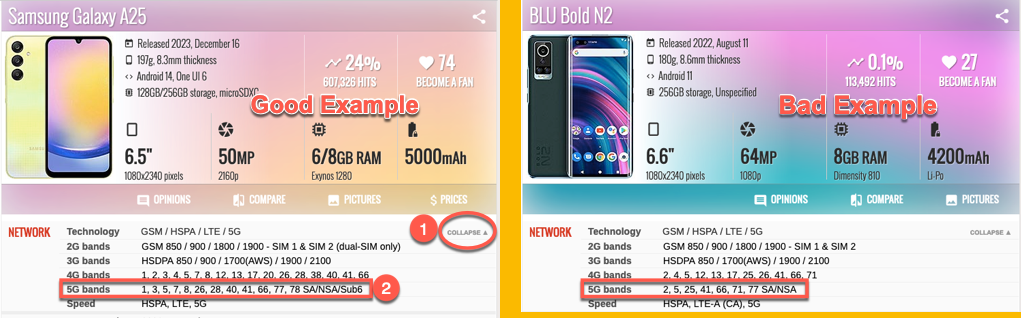 Samsung Galaxy A25
Released 2023, December 16
197g, 8.3mm thickness
Android 14, One UI 6
128GB/256GB storage, microSDXC
24%
607,326 HITS
74
BECOME A FAN
Good Example
6.5"
1080x2340 pixels
50MP
2160p
6/8GB RAM
Exynos 1280
5000mAh
OPINIONS
COMPARE
PICTURES
$ PRICES
NETWORK
1
COLLAPSE ▲
Technology GSM / HSPA / LTE / 5G
2G bands GSM 850 / 900 / 1800 / 1900 - SIM 1 & SIM 2 (dual-SIM only)
3G bands HSDPA 850 / 900 / 1700(AWS) / 1900 / 2100
4G bands 1, 2, 3, 4, 5, 7, 8, 12, 13, 17, 20, 26, 28, 38, 40, 41, 66
5G bands 1, 3, 5, 7, 8, 26, 28, 40, 41, 66, 77, 78 SA/NSA/Sub6
2
Speed HSPA, LTE, 5G
BLU Bold N2
Released 2022, August 11
180g, 8.6mm thickness
Android 11
256GB storage, Unspecified
0.1%
113,492 HITS
27
BECOME A FAN
Bad Example
6.6"
1080x2340 pixels
64MP
1080p
8GB RAM
Dimensity 810
4200mAh
Li-Po
OPINIONS
COMPARE
PICTURES
NETWORK
COLLAPSE ▲
Technology GSM / HSPA / LTE / 5G
2G bands GSM 850 / 900 / 1800 / 1900 - SIM 1 & SIM 2
3G bands HSDPA 850 / 900 / 1700(AWS) / 1900 / 2100
4G bands 2, 4, 5, 12, 13, 17, 25, 26, 41, 66, 71
5G bands 2, 5, 25, 41, 66, 71, 77 SA/NSA
Speed HSPA, LTE-A (CA), 5G